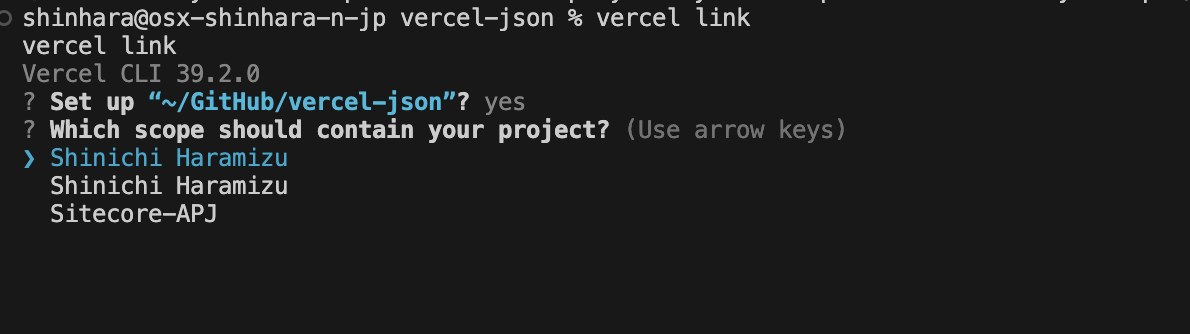 shinhara@osx-shinhara-n-jp vercel-json % vercel link
vercel link
Vercel CLI 39.2.0
? Set up “~/GitHub/vercel-json”? yes
? Which scope should contain your project? (Use arrow keys)
❯ Shinichi Haramizu
  Shinichi Haramizu
  Sitecore-APJ